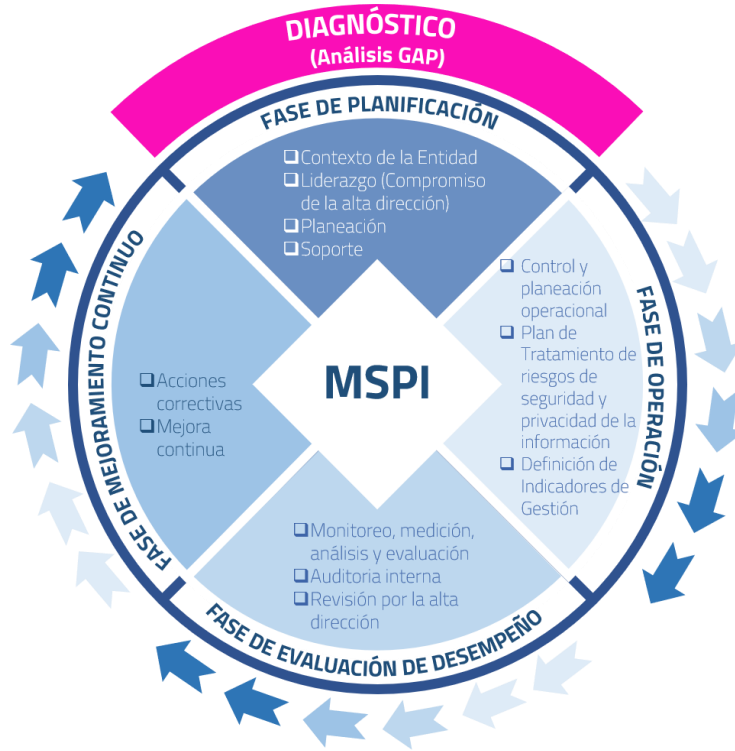 DIAGNÓSTICO
(Análisis GAP)
FASE DE PLANIFICACIÓN
Contexto de la Entidad
Liderazgo (Compromiso
de la alta dirección)
Planeación
Soporte
FASE DE OPERACIÓN
Control y
planeación
operacional
Plan de
Tratamiento de
riesgos de
seguridad y
privacidad de la
información
Definición de
Indicadores de
Gestión
MSPI
FASE DE EVALUACIÓN DE DESEMPEÑO
Monitoreo, medición,
análisis y evaluación
Auditoria interna
Revisión por la alta
dirección
FASE DE MEJORAMIENTO CONTINUO
Acciones
correctivas
Mejora
continua